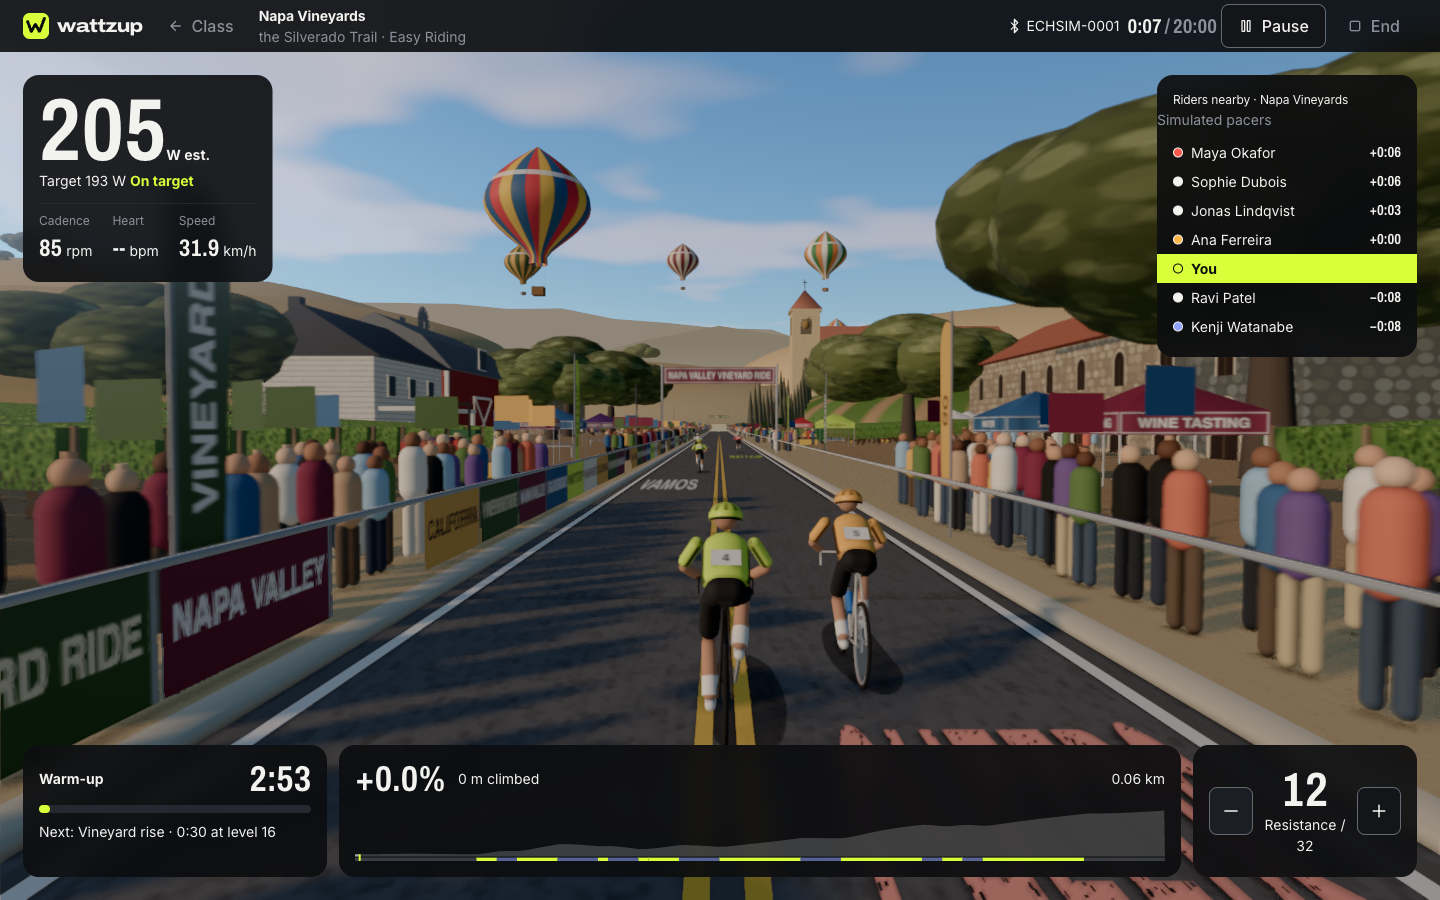 wattzup
Class
Napa Vineyards
the Silverado Trail · Easy Riding
ECHSIM-0001
0:07 / 20:00
Pause
End
205 W est.
Target 193 W On target
Cadence Heart Speed
85 rpm -- bpm 31.9 km/h
Riders nearby · Napa Vineyards
Simulated pacers
Maya Okafor +0:06
Sophie Dubois +0:06
Jonas Lindqvist +0:03
Ana Ferreira +0:00
You
Ravi Patel −0:08
Kenji Watanabe −0:08
VINEYARD
NAPA VALLEY VINEYARD RIDE
WINE TASTING
VAMOS
CALIFORNIA
4
5
NAPA VALLEY
RD RIDE
Warm-up 2:53
Next: Vineyard rise · 0:30 at level 16
+0.0% 0 m climbed 0.06 km
−
12
+
Resistance /
32